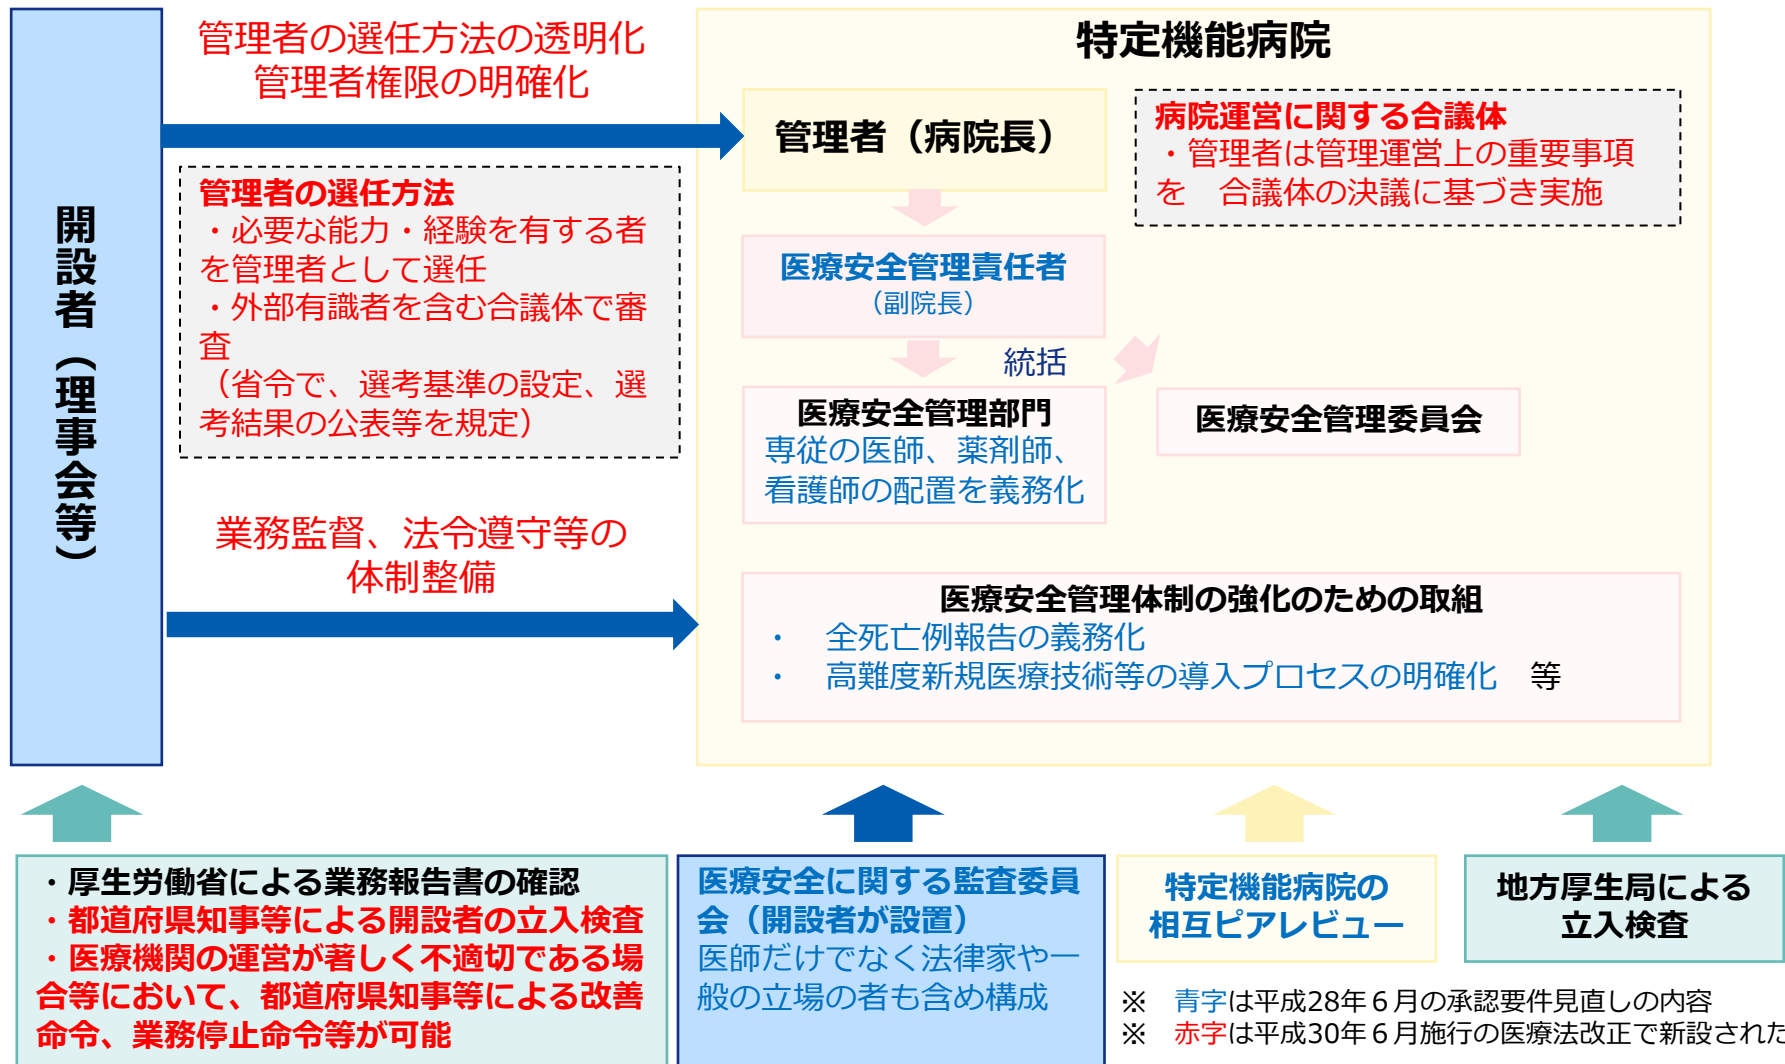 開設者（理事会等）
管理者の選任方法の透明化
管理者権限の明確化
管理者の選任方法
・必要な能力・経験を有する者
を管理者として選任
・外部有識者を含む合議体で審
査
（省令で、選考基準の設定、選
考結果の公表等を規定）
業務監督、法令遵守等の
体制整備
特定機能病院
管理者（病院長）
病院運営に関する合議体
・管理者は管理運営上の重要事項
を　合議体の決議に基づき実施
医療安全管理責任者
（副院長）
統括
医療安全管理部門
専従の医師、薬剤師、
看護師の配置を義務化
医療安全管理委員会
医療安全管理体制の強化のための取組
・　全死亡例報告の義務化
・　高難度新規医療技術等の導入プロセスの明確化　等
・厚生労働省による業務報告書の確認
・都道府県知事等による開設者の立入検査
・医療機関の運営が著しく不適切である場
合等において、都道府県知事等による改善
命令、業務停止命令等が可能
医療安全に関する監査委員
会（開設者が設置）
医師だけでなく法律家や一
般の立場の者も含め構成
特定機能病院の
相互ピアレビュー
地方厚生局による
立入検査
※　青字は平成28年６月の承認要件見直しの内容
※　赤字は平成30年６月施行の医療法改正で新設された